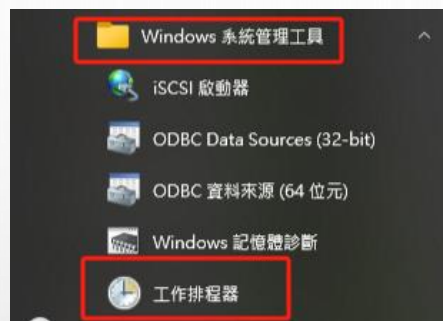 Windows 系統管理工具
iSCSI 啟動器
ODBC Data Sources (32-bit)
ODBC 資料來源 (64 位元)
Windows 記憶體診斷
工作排程器